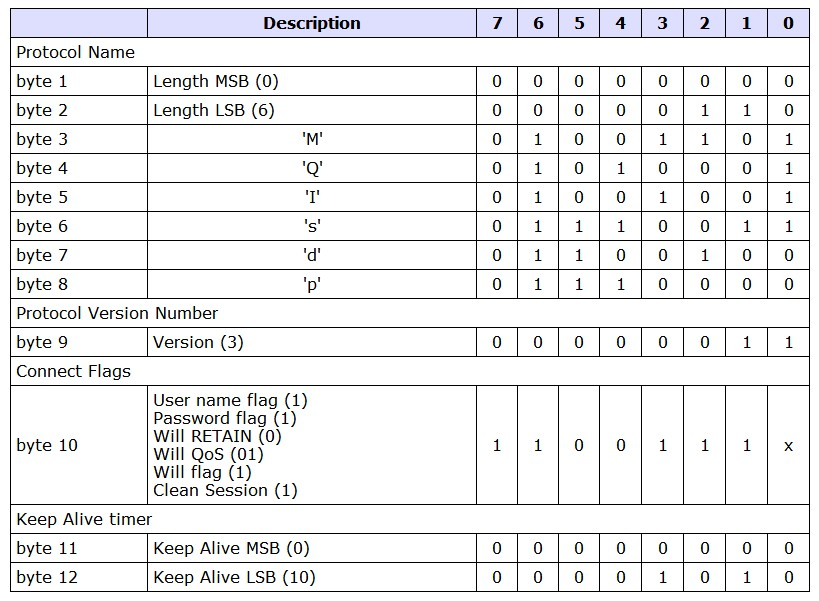 Description 7 6 5 4 3 2 1 0
Protocol Name
byte 1 Length MSB (0) 0 0 0 0 0 0 0 0
byte 2 Length LSB (6) 0 0 0 0 0 1 1 0
byte 3 'M' 0 1 0 0 1 1 0 1
byte 4 'Q' 0 1 0 1 0 0 0 1
byte 5 'I' 0 1 0 0 1 0 0 1
byte 6 's' 0 1 1 1 0 0 1 1
byte 7 'd' 0 1 1 0 0 1 0 0
byte 8 'p' 0 1 1 1 0 0 0 0
Protocol Version Number
byte 9 Version (3) 0 0 0 0 0 0 1 1
Connect Flags
User name flag (1)
Password flag (1)
Will RETAIN (0)
byte 10 Will QoS (01) 1 1 0 0 1 1 1 x
Will flag (1)
Clean Session (1)
Keep Alive timer
byte 11 Keep Alive MSB (0) 0 0 0 0 0 0 0 0
byte 12 Keep Alive LSB (10) 0 0 0 0 1 0 1 0